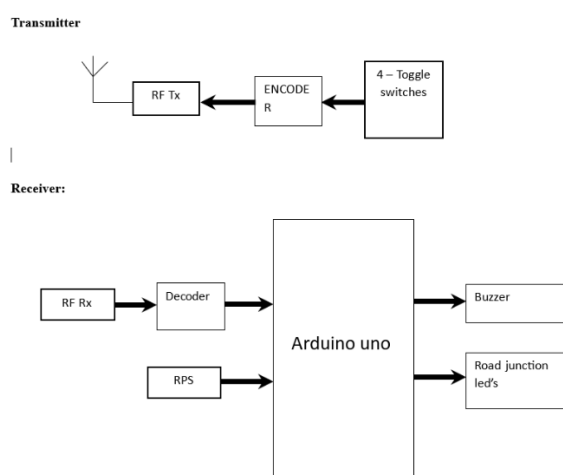 Transmitter
4 – Toggle
switches
ENCODE
R
RF Tx
Receiver:
RF Rx
Decoder
RPS
Arduino uno
Buzzer
Road junction
led's